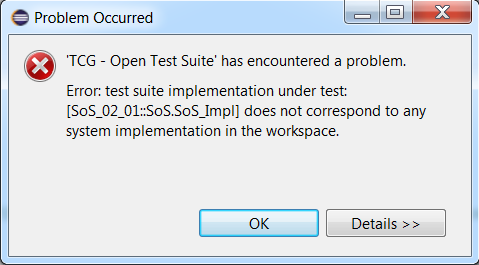 Problem Occurred
'TCG - Open Test Suite' has encountered a problem.
Error: test suite implementation under test:
[SoS_02_01::SoS.SoS_Impl] does not correspond to any
system implementation in the workspace.
OK
Details >>